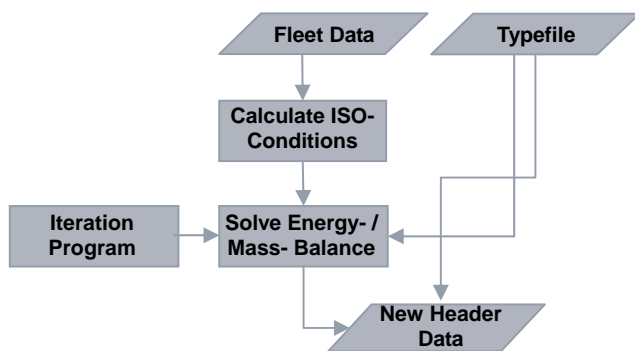 Fleet Data
Typefile
Calculate ISO-
Conditions
Iteration
Program
Solve Energy- /
Mass- Balance
New Header
Data